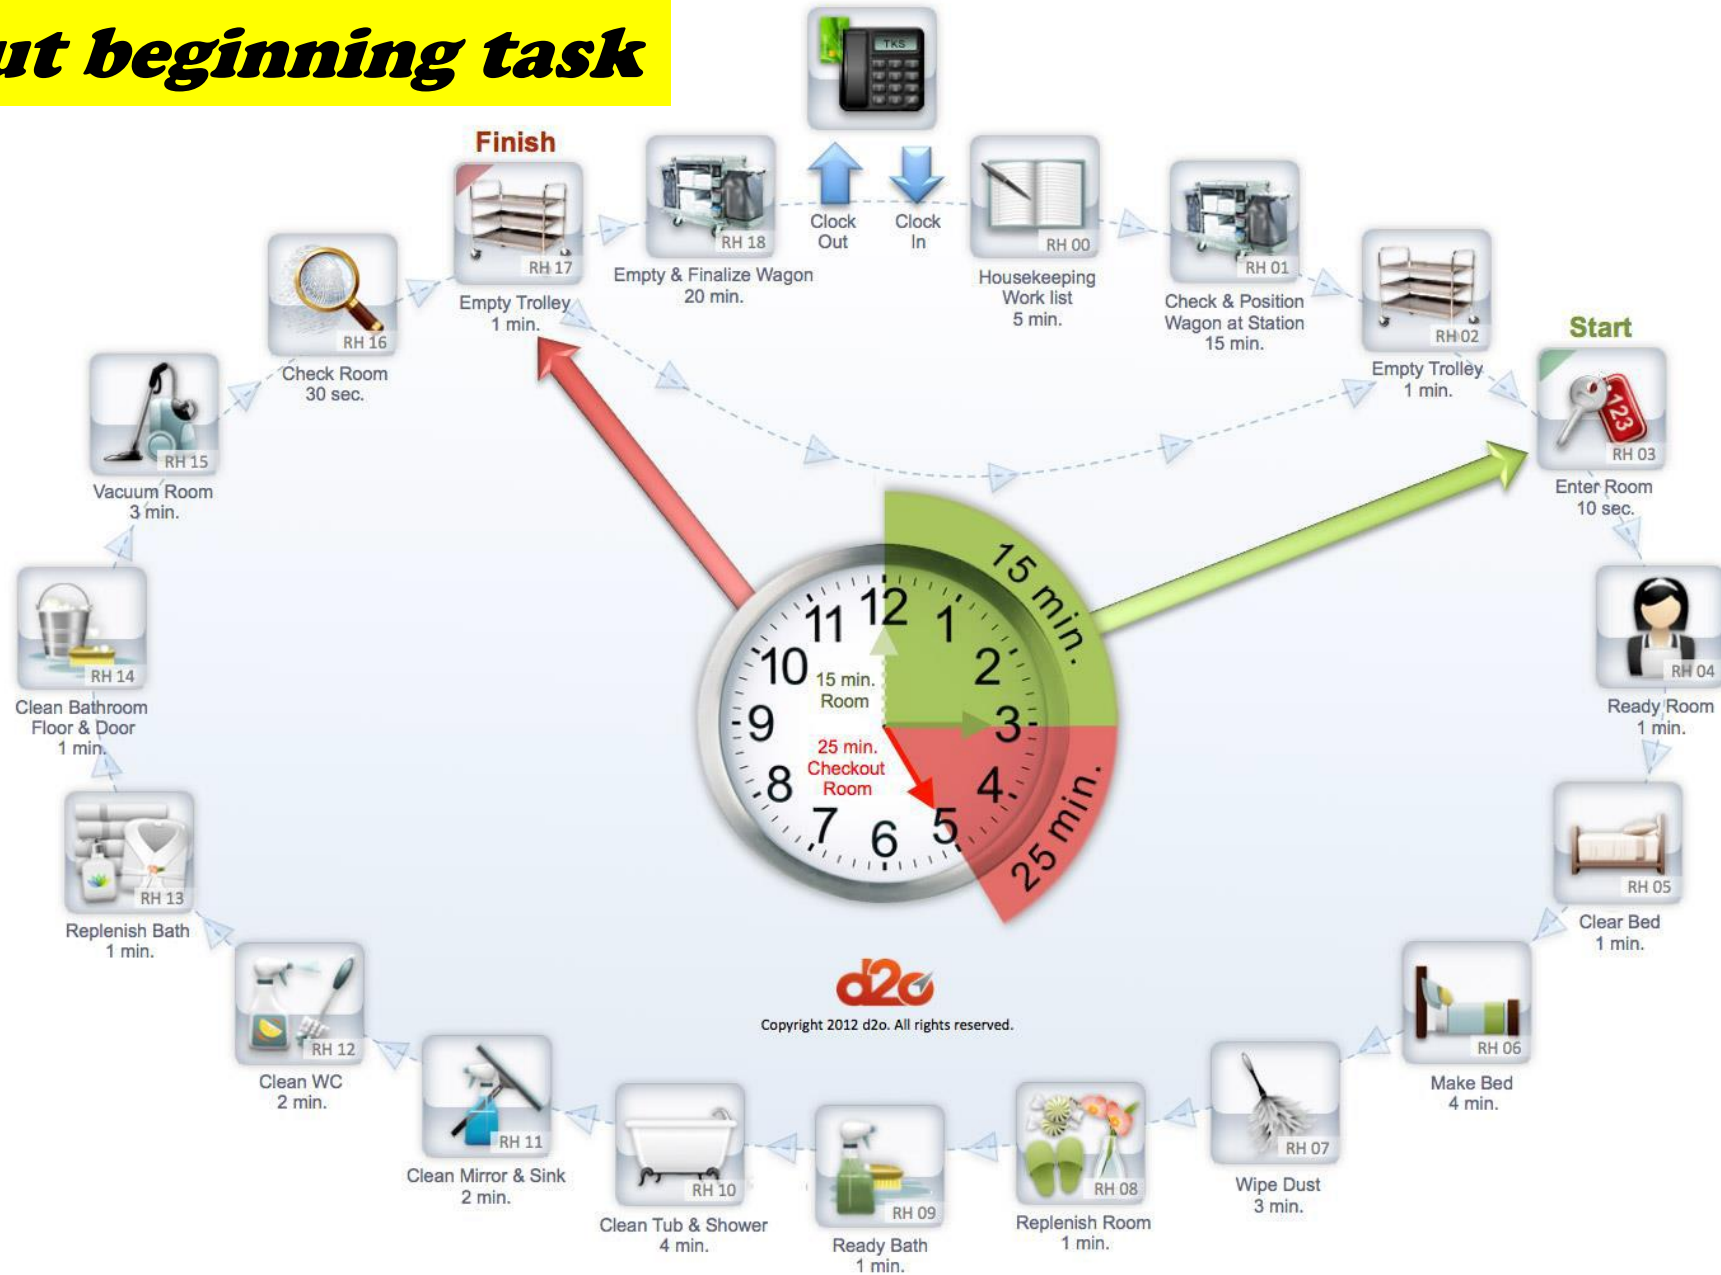 beginning task
TKS
Finish
RH 17
Empty Trolley
1 min.
RH 18
Empty & Finalize Wagon
20 min.
Clock
Out
Clock
In
RH 00
Housekeeping
Work list
5 min.
RH 01
Check & Position
Wagon at Station
15 min.
RH 02
Empty Trolley
1 min.
Start
123
RH 03
Enter Room
10 sec.
RH 04
Ready Room
1 min.
RH 05
Clear Bed
1 min.
RH 06
Make Bed
4 min.
RH 07
Wipe Dust
3 min.
RH 08
Replenish Room
1 min.
RH 09
Ready Bath
1 min.
RH 10
Clean Tub & Shower
4 min.
RH 11
Clean Mirror & Sink
2 min.
RH 12
Clean WC
2 min.
RH 13
Replenish Bath
1 min.
RH 14
Clean Bathroom
Floor & Door
1 min.
RH 15
Vacuum Room
3 min.
RH 16
Check Room
30 sec.
15 min.
25 min.
12
1
2
3
4
5
6
7
8
9
10
11
15 min.
Room
25 min.
Checkout
Room
d2o
Copyright 2012 d2o. All rights reserved.